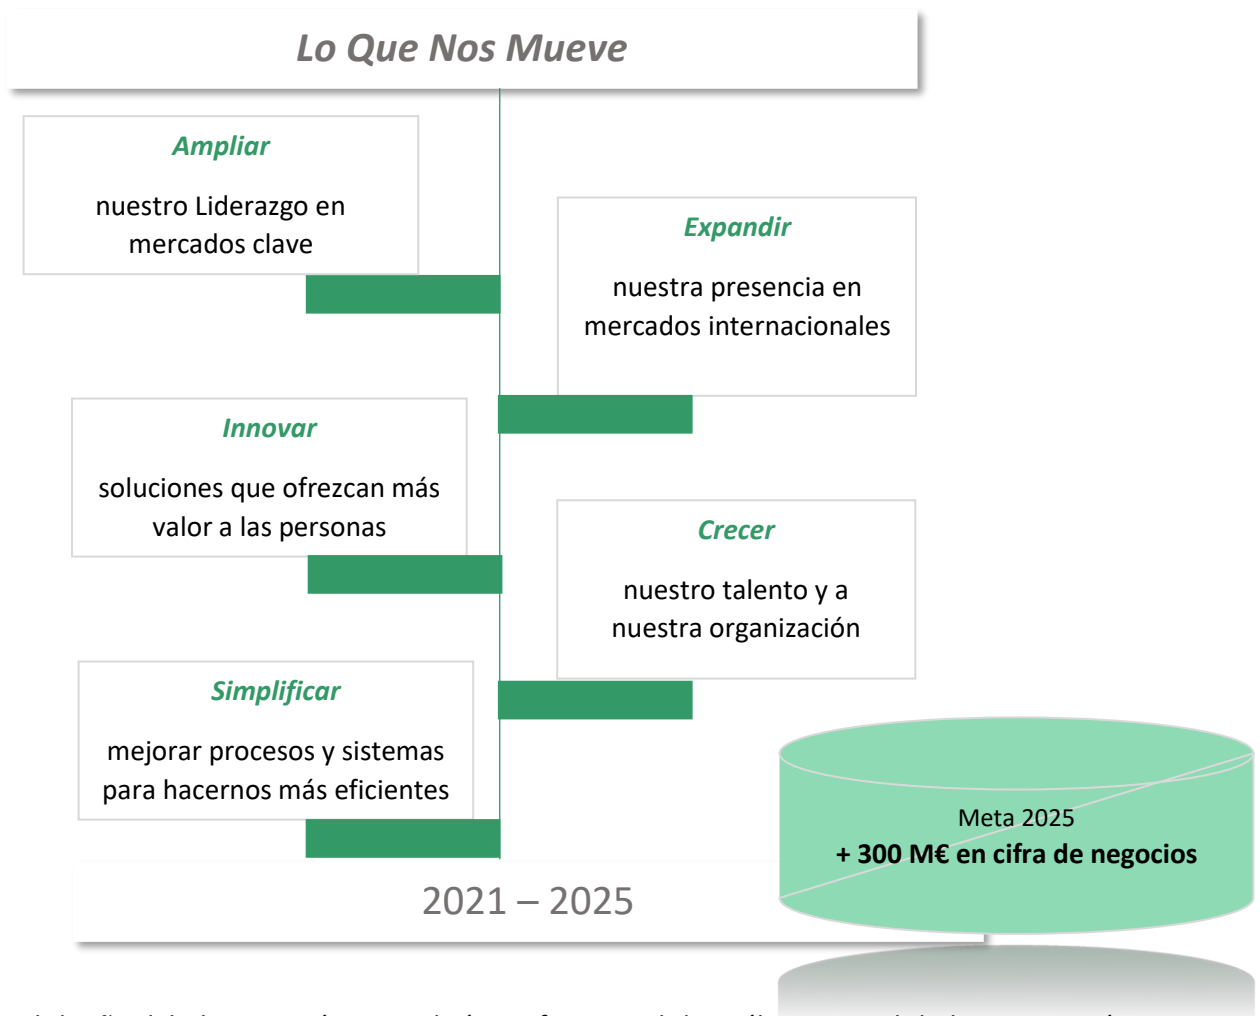 Lo Que Nos Mueve
Ampliar
nuestro Liderazgo en
mercados clave
Expandir
nuestra presencia en
mercados internacionales
Innovar
soluciones que ofrezcan más
valor a las personas
Crecer
nuestro talento y a
nuestra organización
Simplificar
mejorar procesos y sistemas
para hacernos más eficientes
Meta 2025
+ 300 M€ en cifra de negocios
2021 – 2025